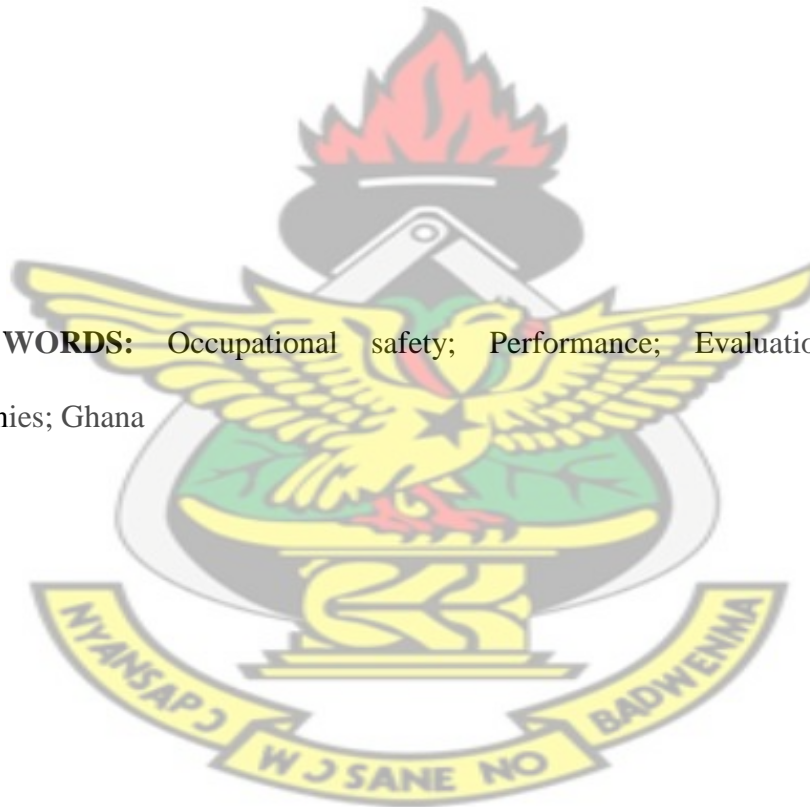 WORDS: Occupational safety; Performance; Evaluatio
nies; Ghana
NYANSAPƆ WƆSANE NO BADWENMA